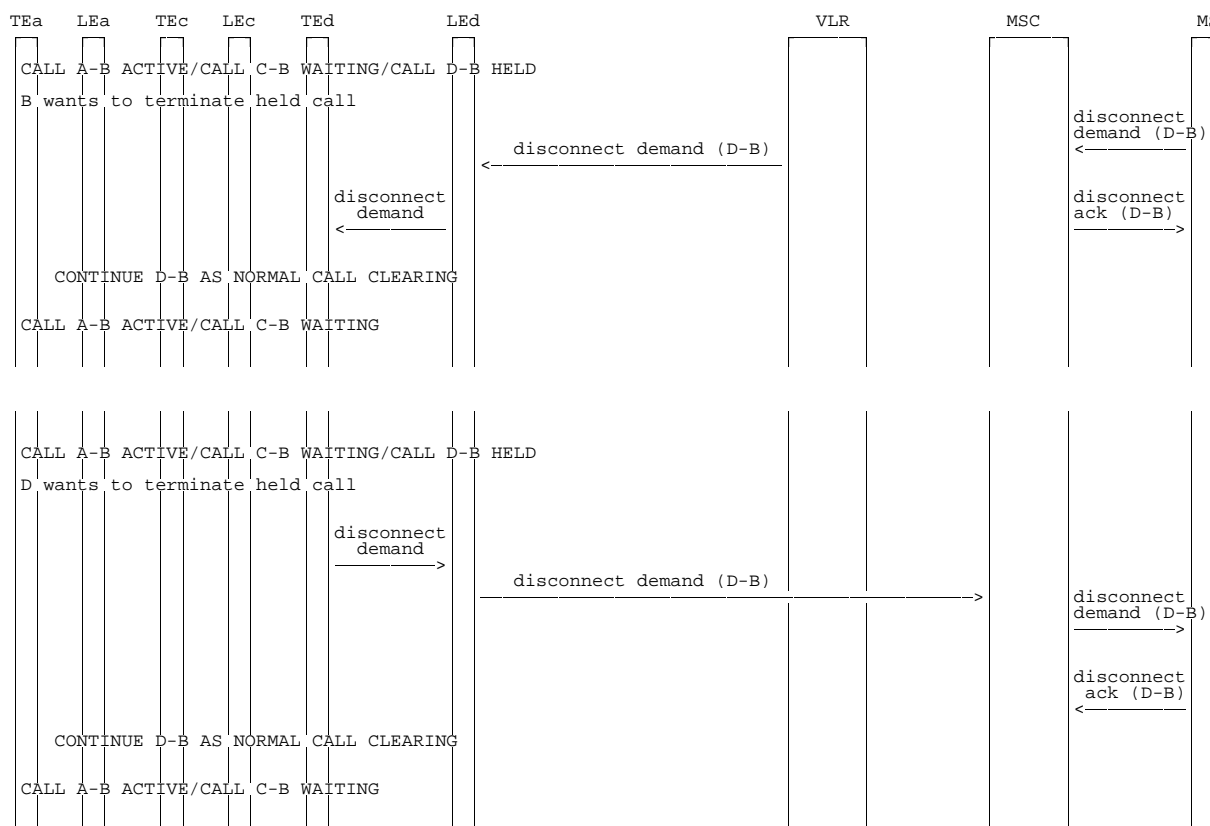 TEa LEa TEc LEc TEd LEd VLR MSC
CALL A-B ACTIVE/CALL C-B WAITING/CALL D-B HELD
B wants to terminate held call
disconnect
demand (D-B)
disconnect demand (D-B)
disconnect
demand
disconnect
ack (D-B)
CONTINUE D-B AS NORMAL CALL CLEARING
CALL A-B ACTIVE/CALL C-B WAITING
CALL A-B ACTIVE/CALL C-B WAITING/CALL D-B HELD
D wants to terminate held call
disconnect
demand
disconnect demand (D-B)
disconnect
demand (D-B)
disconnect
ack (D-B)
CONTINUE D-B AS NORMAL CALL CLEARING
CALL A-B ACTIVE/CALL C-B WAITING